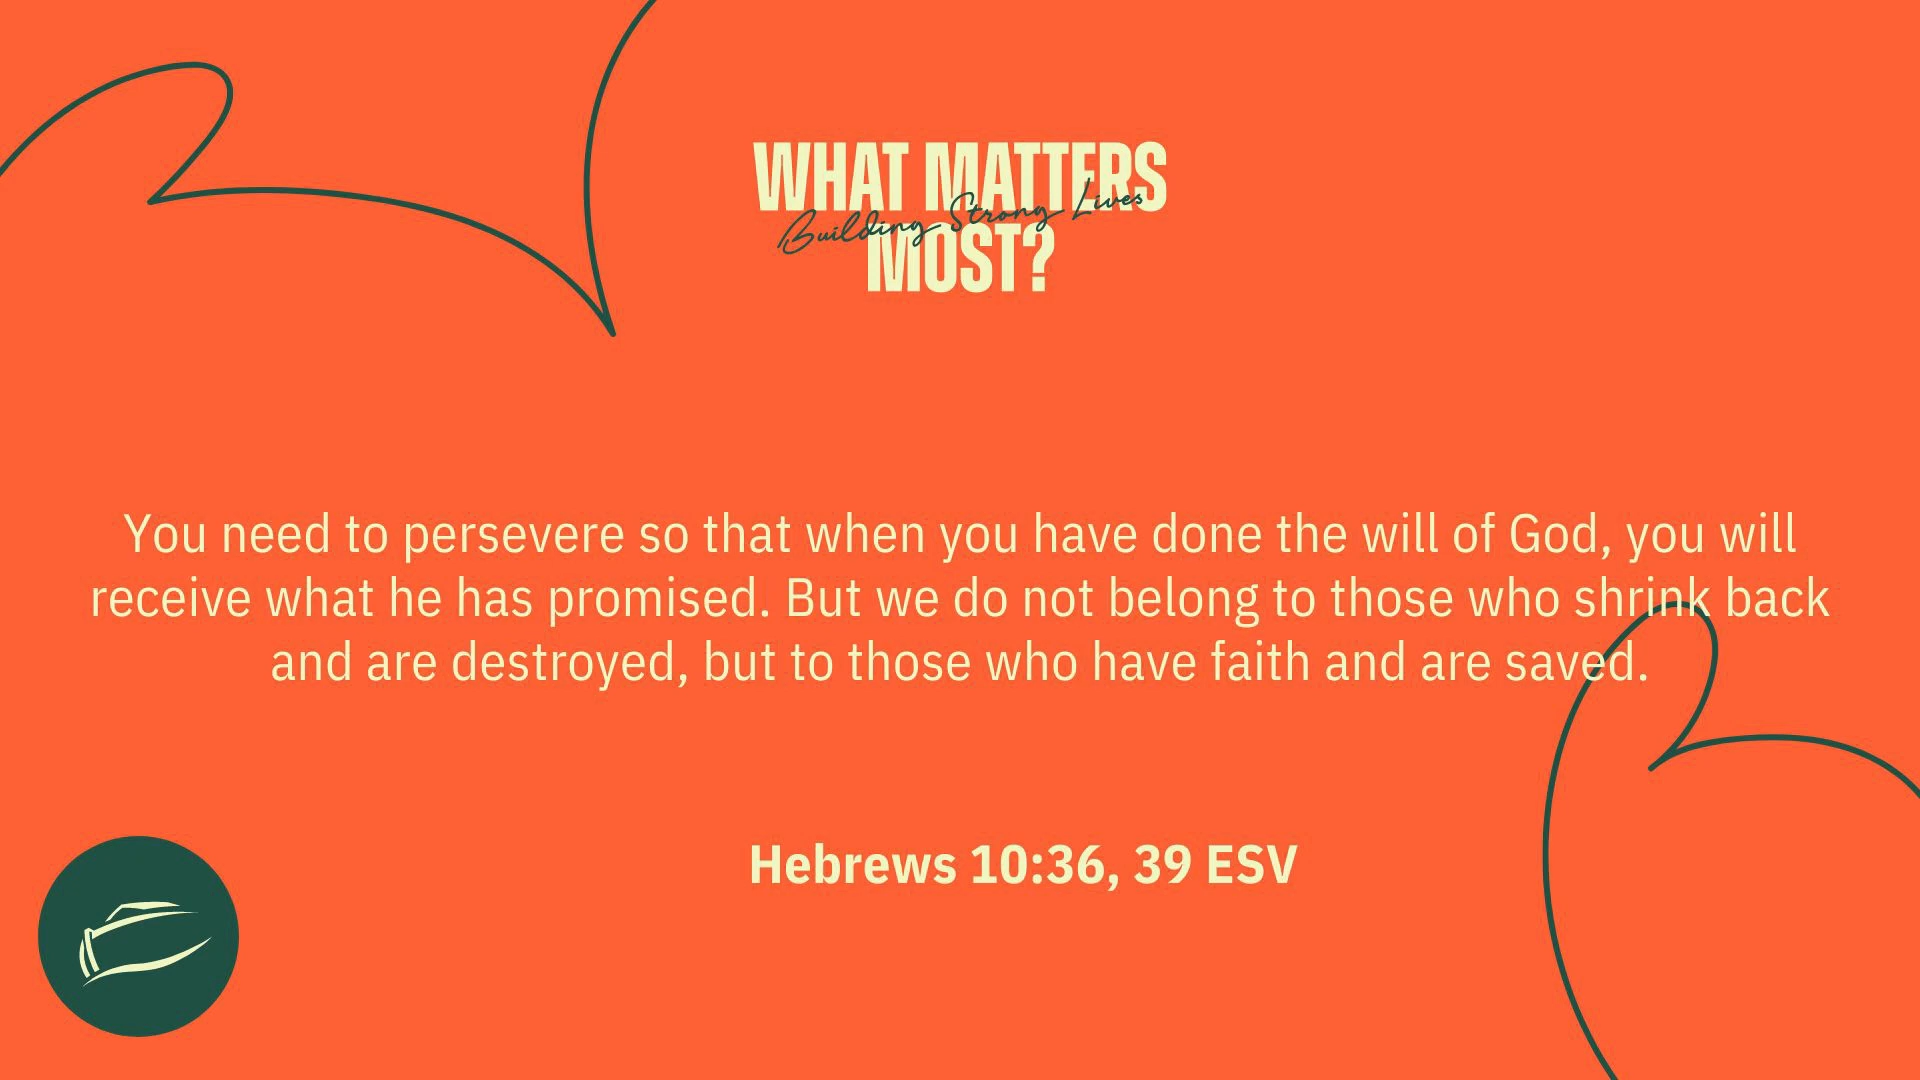 WHAT MATTERS
Building Strong Lives
MOST?
You need to persevere so that when you have done the will of God, you will
receive what he has promised. But we do not belong to those who shrink back
and are destroyed, but to those who have faith and are saved.
Hebrews 10:36, 39 ESV